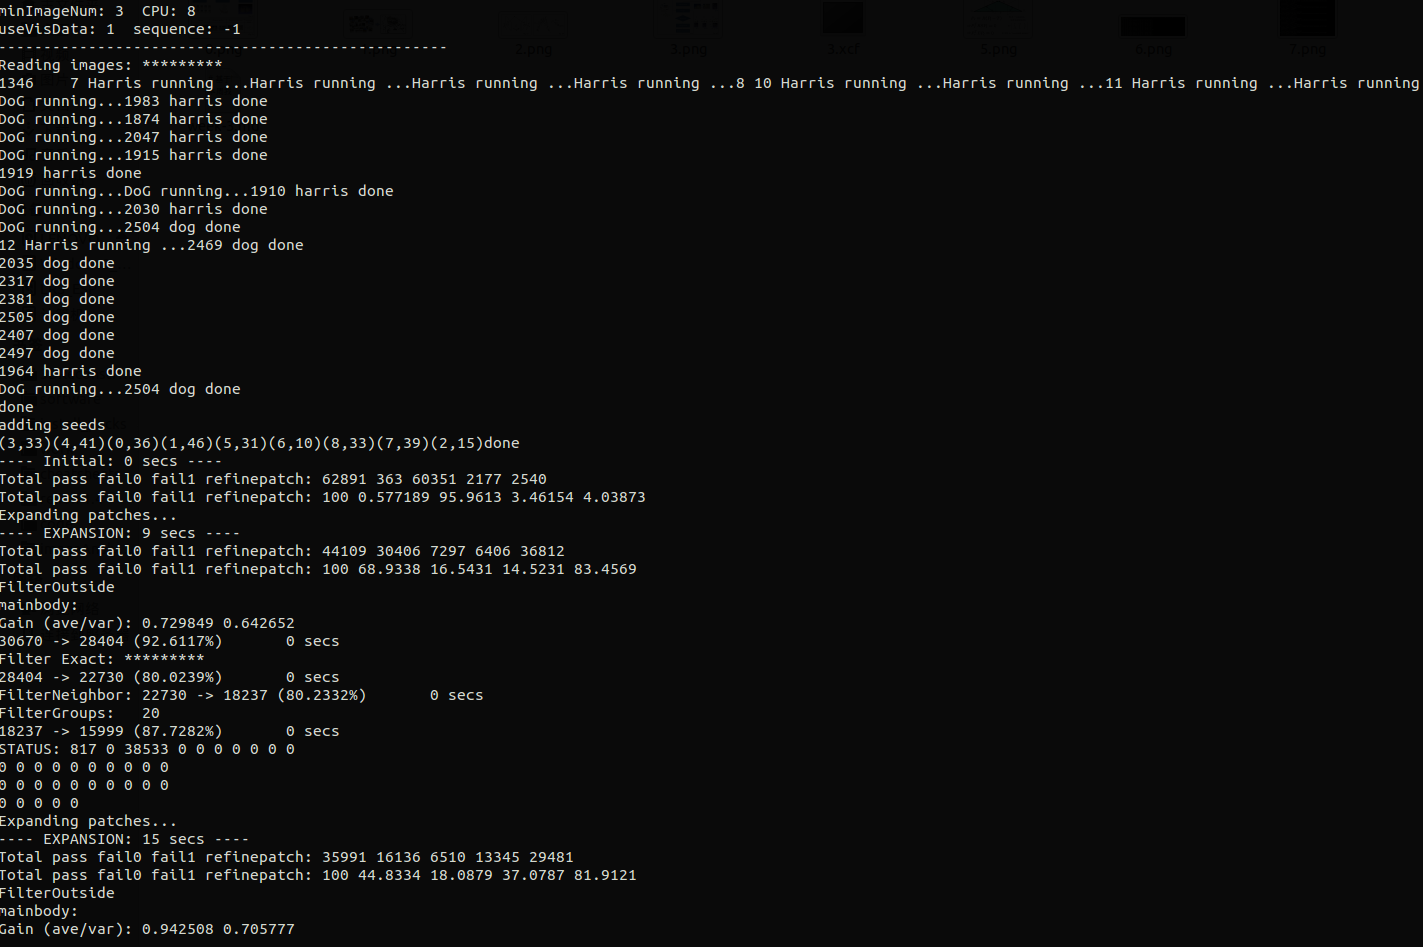 minImageNum: 3  CPU: 8
useVisData: 1  sequence: -1
2.png 3.png 3.xcf 5.png 6.png 7.png
--------------------------------------------------
Reading images: *********
1346    7 Harris running ...Harris running ...Harris running ...Harris running ...8 10 Harris running ...Harris running ...11 Harris running ...Harris running
DoG running...1983 harris done
DoG running...1874 harris done
DoG running...2047 harris done
DoG running...1915 harris done
1919 harris done
DoG running...DoG running...1910 harris done
DoG running...2030 harris done
DoG running...2504 dog done
12 Harris running ...2469 dog done
2035 dog done
2317 dog done
2381 dog done
2505 dog done
2407 dog done
2497 dog done
1964 harris done
DoG running...2504 dog done
done
adding seeds
(3,33)(4,41)(0,36)(1,46)(5,31)(6,10)(8,33)(7,39)(2,15)done
---- Initial: 0 secs ----
Total pass fail0 fail1 refinepatch: 62891 363 60351 2177 2540
Total pass fail0 fail1 refinepatch: 100 0.577189 95.9613 3.46154 4.03873
Expanding patches...
---- EXPANSION: 9 secs ----
Total pass fail0 fail1 refinepatch: 44109 30406 7297 6406 36812
Total pass fail0 fail1 refinepatch: 100 68.9338 16.5431 14.5231 83.4569
FilterOutside
mainbody:
Gain (ave/var): 0.729849 0.642652
30670 -> 28404 (92.6117%)       0 secs
Filter Exact: *********
28404 -> 22730 (80.0239%)       0 secs
FilterNeighbor: 22730 -> 18237 (80.2332%)       0 secs
FilterGroups:   20
18237 -> 15999 (87.7282%)       0 secs
STATUS: 817 0 38533 0 0 0 0 0 0 0
0 0 0 0 0 0 0 0 0 0
0 0 0 0 0 0 0 0 0 0
0 0 0 0 0
Expanding patches...
---- EXPANSION: 15 secs ----
Total pass fail0 fail1 refinepatch: 35991 16136 6510 13345 29481
Total pass fail0 fail1 refinepatch: 100 44.8334 18.0879 37.0787 81.9121
FilterOutside
mainbody:
Gain (ave/var): 0.942508 0.705777